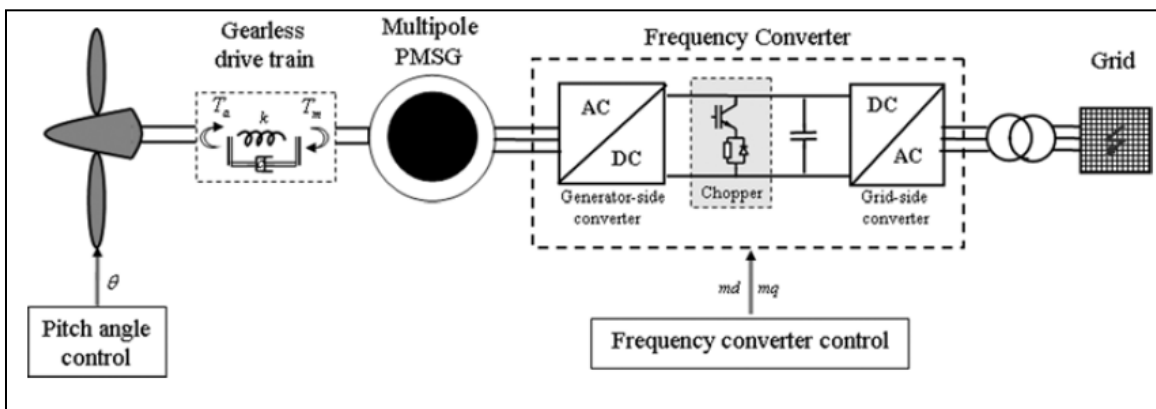 Gearless
drive train
Multipole
PMSG
Frequency Converter
Grid
Ta
k
Tm
AC
DC
DC
AC
Generator-side
converter
Chopper
Grid-side
converter
θ
md
mq
Pitch angle
control
Frequency converter control